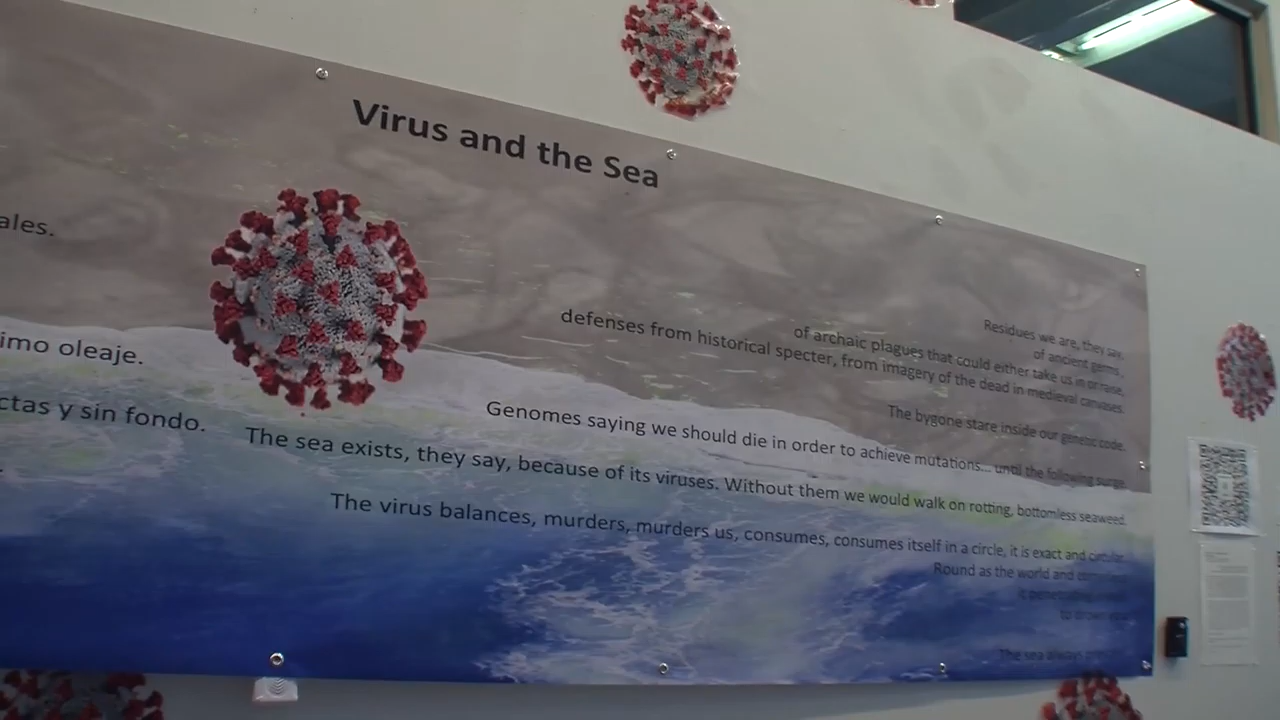 Virus and the Sea
ales.
imo oleaje.
ctas y sin fondo.
Residues we are, they say,
of ancient germs,
of archaic plagues that could either take us in or raise,
defenses from historical specter, from imagery of the dead in medieval canvases.
The bygone stare inside our genetic code.
Genomes saying we should die in order to achieve mutations... until the following surge.
The sea exists, they say, because of its viruses. Without them we would walk on rotting, bottomless seaweed.
The virus balances, murders, murders us, consumes, consumes itself in a circle, it is exact and circular.
Round as the world and
it
to
The sea always